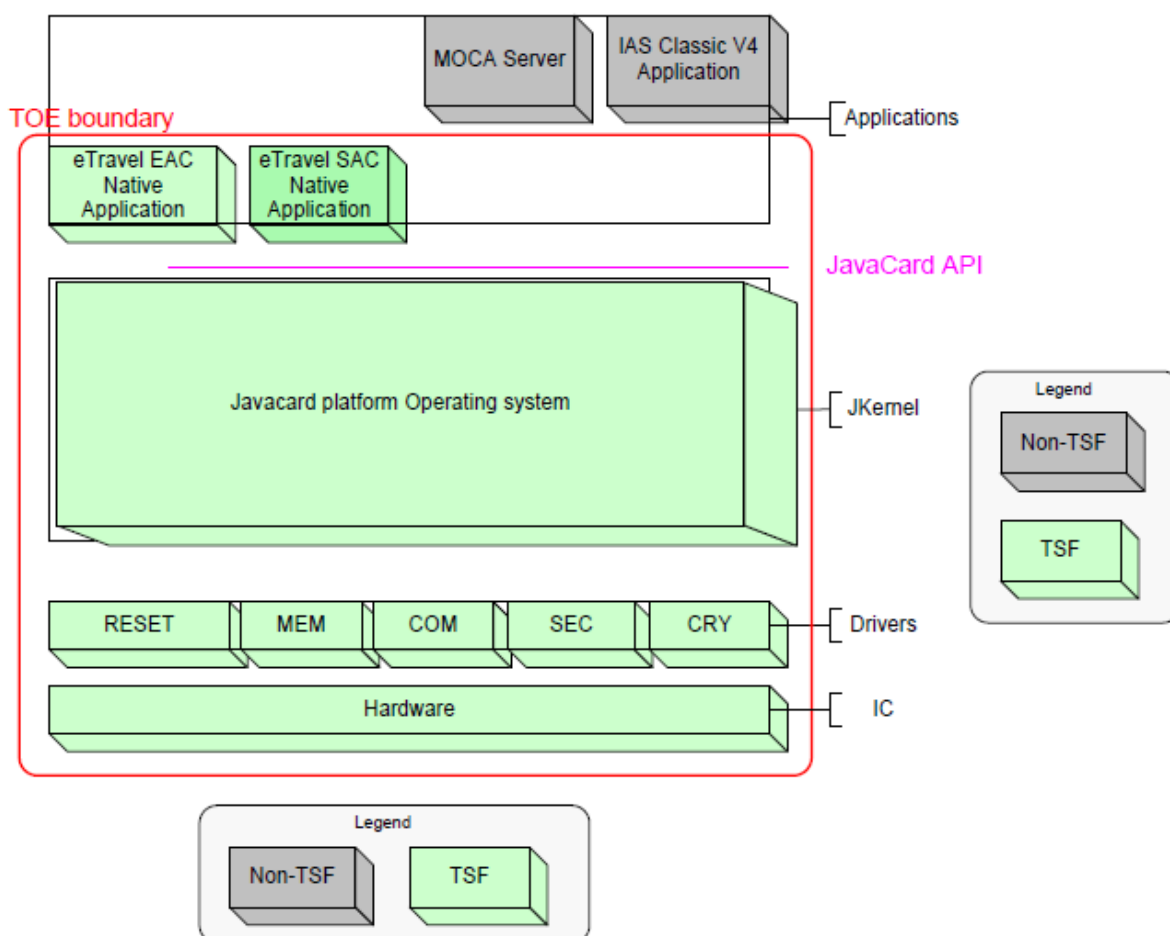 MOCA Server
IAS Classic V4
Application
TOE boundary
Applications
eTravel EAC
Native
Application
eTravel SAC
Native
Application
JavaCard API
Javacard platform Operating system
JKernel
Legend
Non-TSF
TSF
RESET
MEM
COM
SEC
CRY
Drivers
Hardware
IC
Legend
Non-TSF
TSF